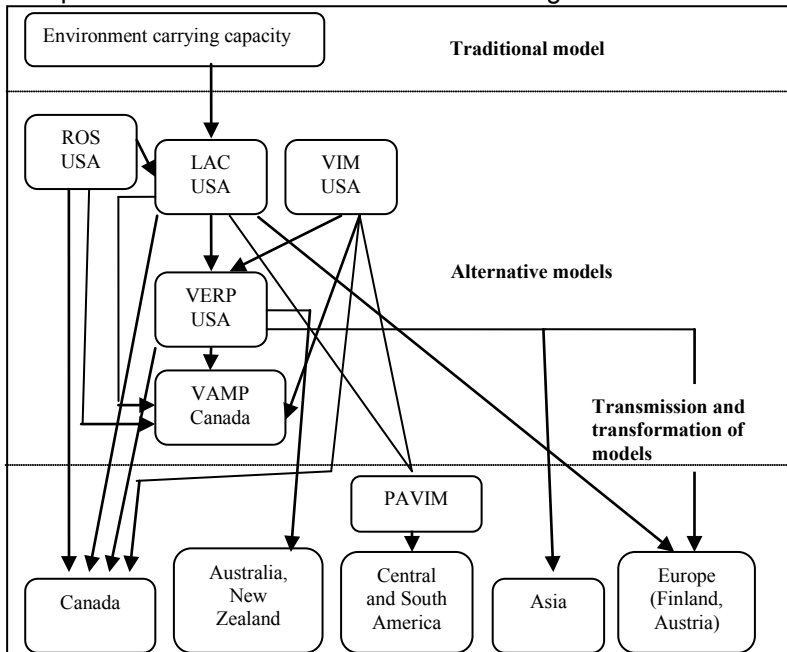 Environment carrying capacity
Traditional model
ROS
USA
LAC
USA
VIM
USA
Alternative models
VERP
USA
VAMP
Canada
Transmission and
transformation of
models
PAVIM
Canada
Australia,
New
Zealand
Central
and South
America
Asia
Europe
(Finland,
Austria)